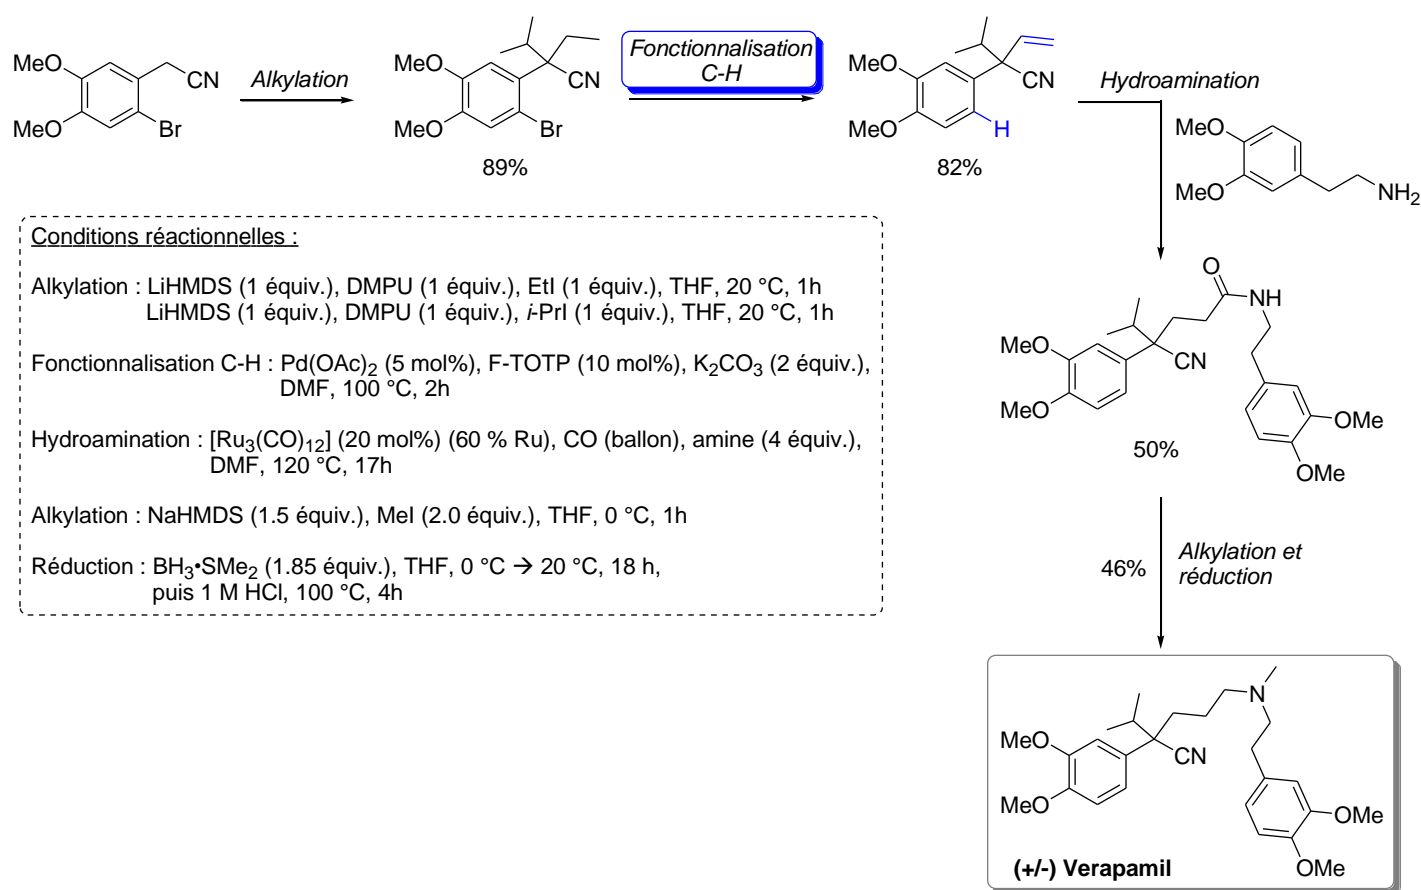 MeO
MeO
CN
Br
Alkylation
MeO
MeO
CN
Br
89%
Fonctionnalisation
C-H
MeO
MeO
CN
H
82%
Hydroamination
MeO
MeO
NH2
Conditions réactionnelles :
Alkylation : LiHMDS (1 équiv.), DMPU (1 équiv.), EtI (1 équiv.), THF, 20 °C, 1h
LiHMDS (1 équiv.), DMPU (1 équiv.), i-PrI (1 équiv.), THF, 20 °C, 1h
Fonctionnalisation C-H : Pd(OAc)2 (5 mol%), F-TOTP (10 mol%), K2CO3 (2 équiv.),
DMF, 100 °C, 2h
Hydroamination : [Ru3(CO)12] (20 mol%) (60 % Ru), CO (ballon), amine (4 équiv.),
DMF, 120 °C, 17h
Alkylation : NaHMDS (1.5 équiv.), MeI (2.0 équiv.), THF, 0 °C, 1h
Réduction : BH3•SMe2 (1.85 équiv.), THF, 0 °C → 20 °C, 18 h,
puis 1 M HCl, 100 °C, 4h
O
NH
MeO
MeO
CN
OMe
OMe
50%
46%
Alkylation et
réduction
N
MeO
MeO
CN
OMe
OMe
(+/-) Verapamil